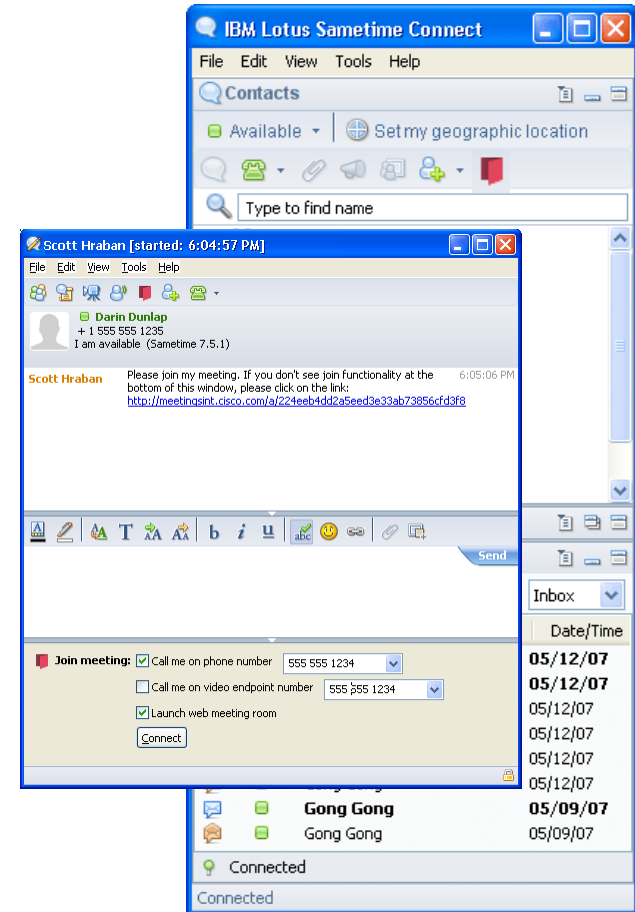 IBM Lotus Sametime Connect
File Edit View Tools Help
Contacts
Available Set my geographic location
Type to find name
Scott Hraban [started: 6:04:57 PM]
File Edit View Tools Help
Darin Dunlap
+ 1 555 555 1235
I am available (Sametime 7.5.1)
Scott Hraban Please join my meeting. If you don't see join functionality at the 6:05:06 PM
bottom of this window, please click on the link:
http://meetingsint.cisco.com/a/224eeb4dd2a5eed3e33ab73856cfd3f8
A T AA AA b i u abc
Send
Join meeting: Call me on phone number 555 555 1234
Call me on video endpoint number 555 555 1234
Launch web meeting room
Connect
Inbox
Date/Time
05/12/07
05/12/07
05/12/07
05/12/07
05/12/07
05/12/07
Gong Gong 05/09/07
Gong Gong 05/09/07
Connected
Connected